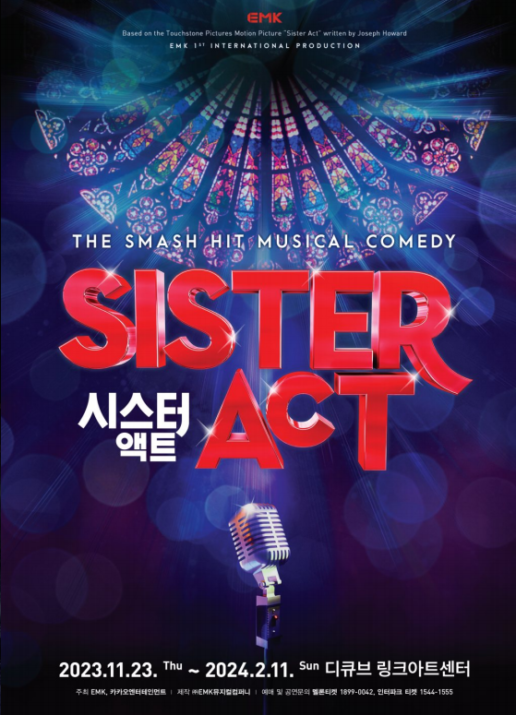 EMK
Based on the Touchstone Pictures Motion Picture "Sister Act" written by Joseph Howard
EMK 1ST INTERNATIONAL PRODUCTION
THE SMASH HIT MUSICAL COMEDY
SISTER
ACT
시스터
액트
2023.11.23. Thu ~ 2024.2.11. Sun 디큐브 링크아트센터
주최 EMK, 카카오엔터테인먼트 | 제작 ㈜EMK뮤지컬컴퍼니 | 예매 및 공연문의 멜론티켓 1899-0042, 인터파크 티켓 1544-1555